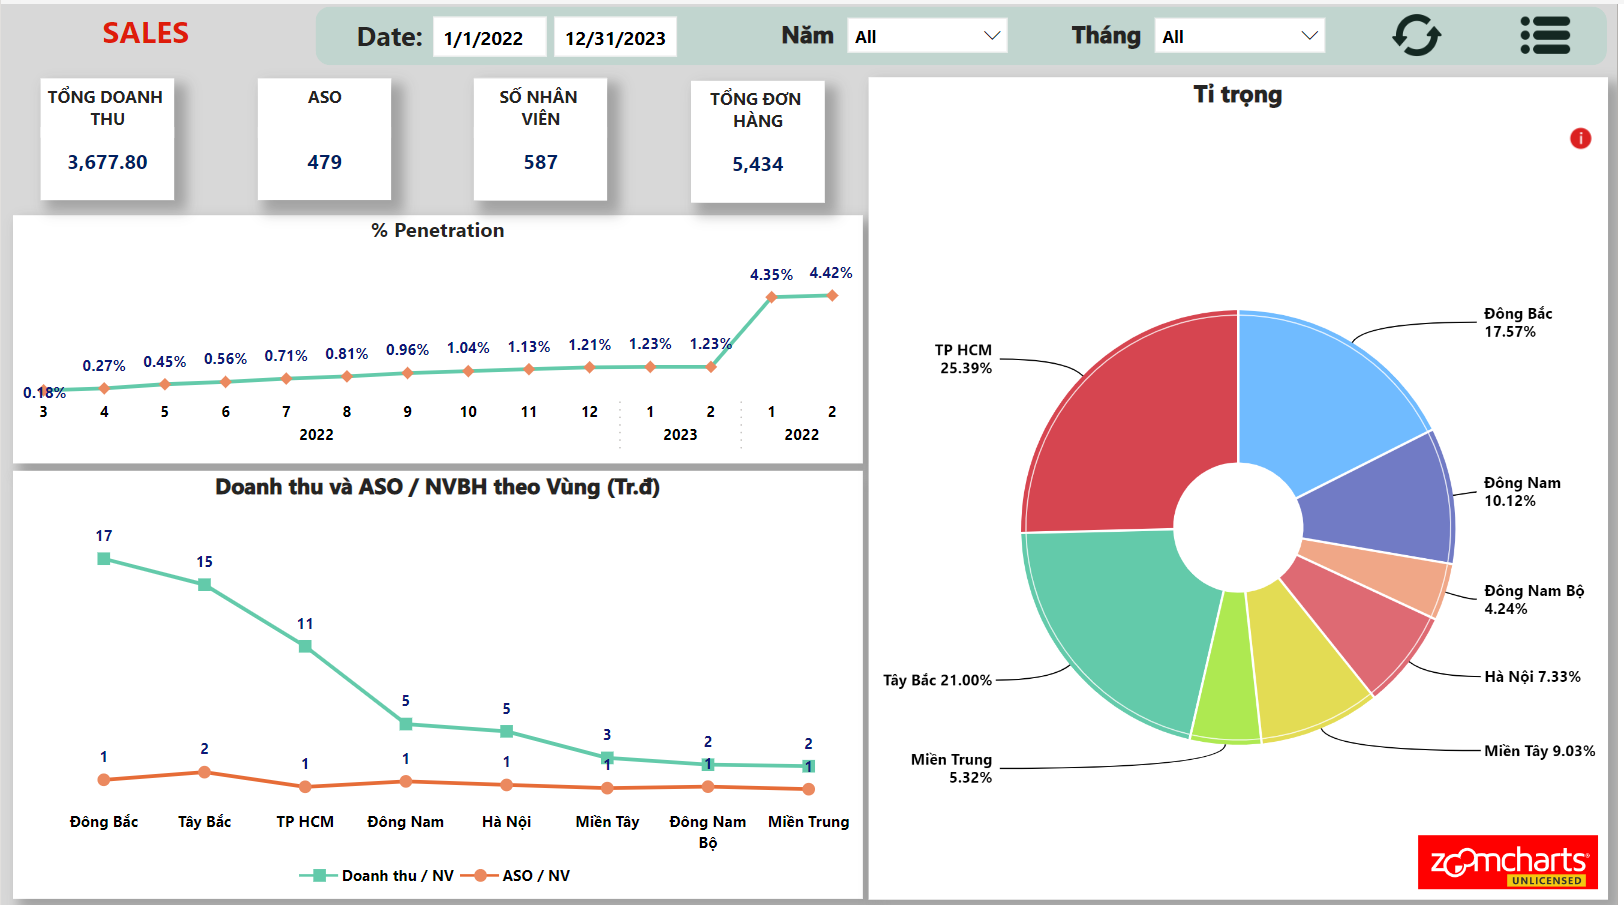 SALES
Date:
1/1/2022
12/31/2023
Năm
All
Tháng
All
TỔNG DOANH
THU
3,677.80
ASO
479
SỐ NHÂN
VIÊN
587
TỔNG ĐƠN
HÀNG
5,434
% Penetration
0.18%
0.27%
0.45%
0.56%
0.71%
0.81%
0.96%
1.04%
1.13%
1.21%
1.23%
1.23%
4.35%
4.42%
3 4 5 6 7 8 9 10 11 12 1 2 1 2
2022 2023 2022
Doanh thu và ASO / NVBH theo Vùng (Tr.đ)
17
15
11
5
5
3
2
2
1
2
1
1
1
1
1
1
Đông Bắc
Tây Bắc
TP HCM
Đông Nam
Hà Nội
Miền Tây
Đông Nam
Bộ
Miền Trung
Doanh thu / NV
ASO / NV
Tỉ trọng
i
Đông Bắc
17.57%
Đông Nam
10.12%
Đông Nam Bộ
4.24%
Hà Nội 7.33%
Miền Tây 9.03%
Miền Trung
5.32%
Tây Bắc 21.00%
TP HCM
25.39%
zoomcharts®
UNLICENSED